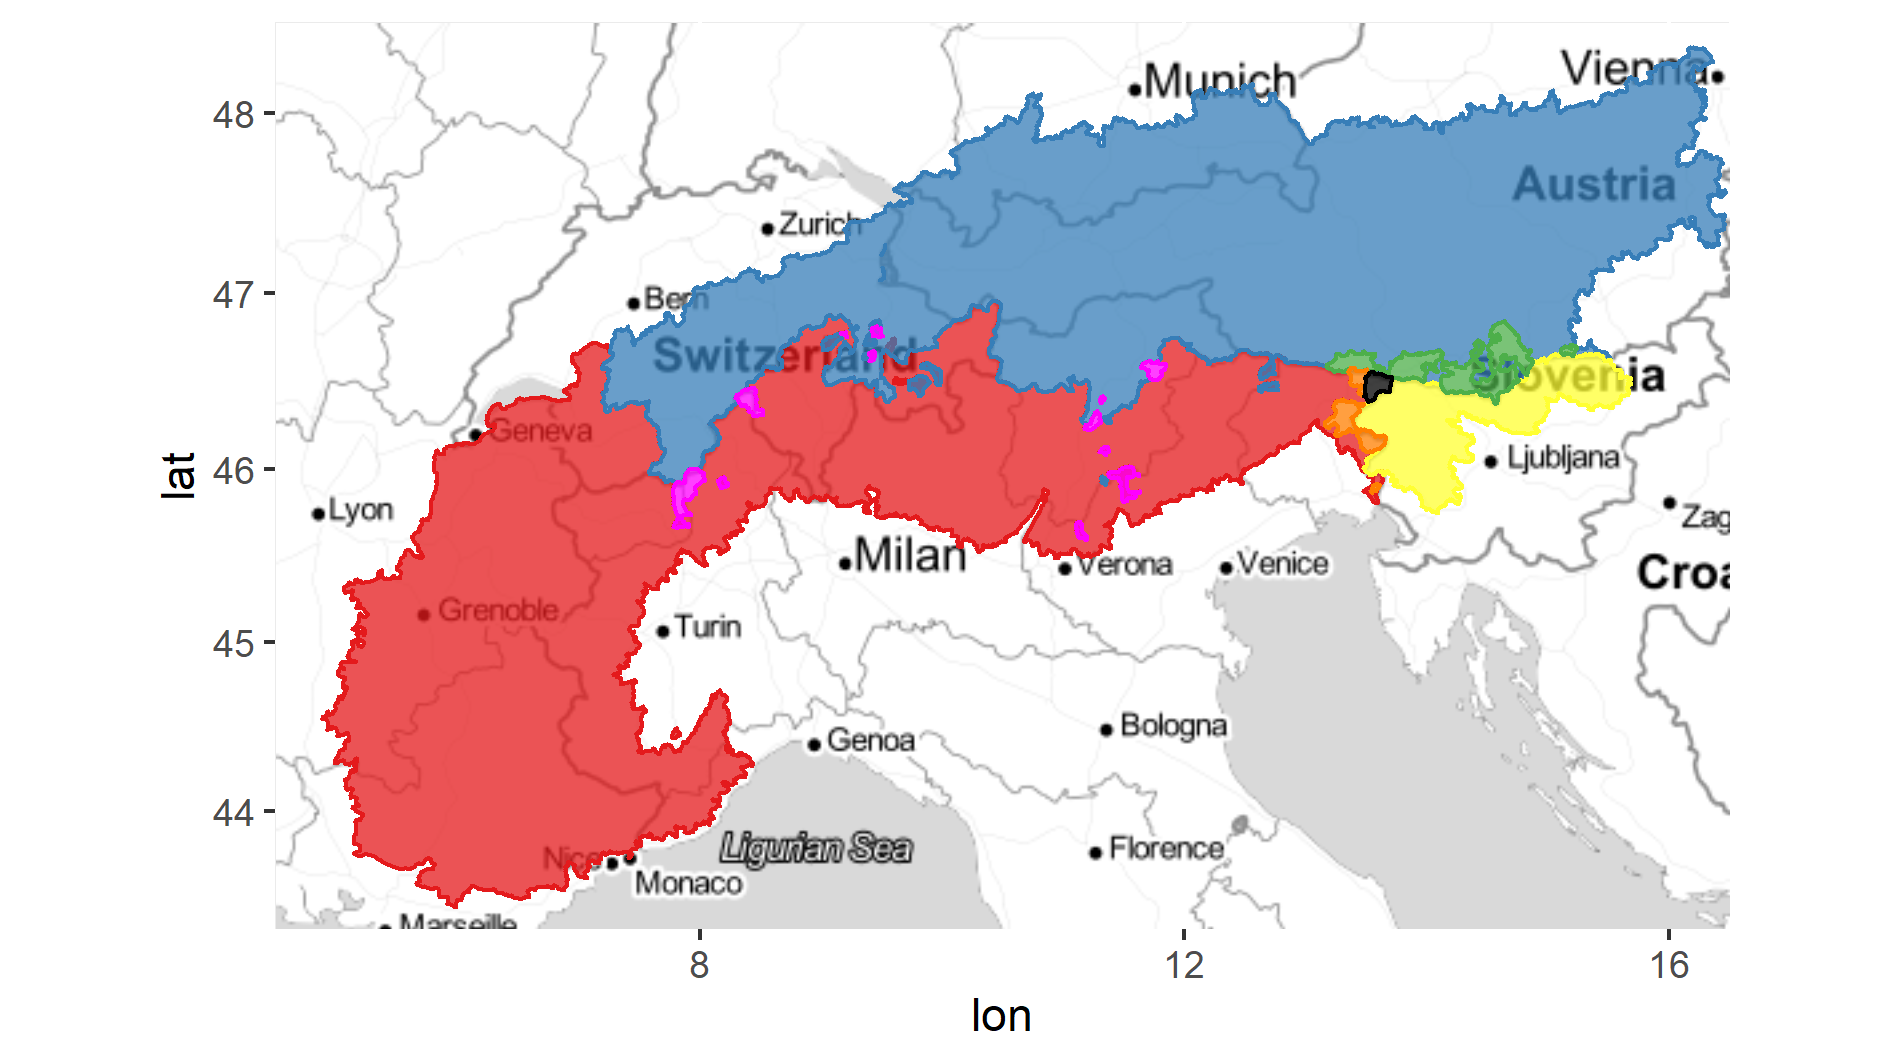 Munich
Vienna
48
Austria
Zurich
47
Bern
Switzerland
Slovenia
Geneva
46
Ljubljana
Lyon
Zag
Milan
Verona
Venice
Croa
Grenoble
45
Turin
Bologna
Genoa
44
Ligurian Sea
Florence
Nice
Monaco
Marseille
lat
8
12
16
lon